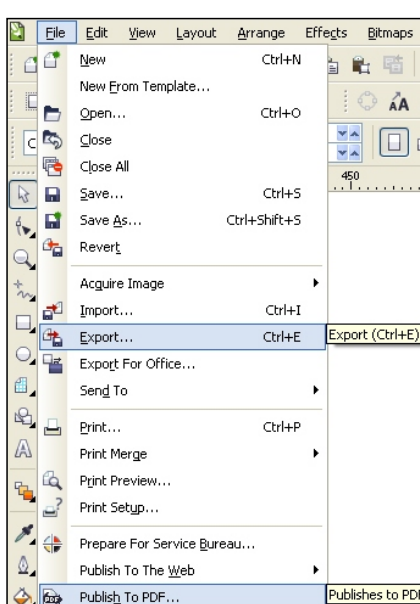 File Edit View Layout Arrange Effects Bitmaps
New Ctrl+N
New From Template...
Open... Ctrl+O
Close
450
Close All
Save... Ctrl+S
Save As... Ctrl+Shift+S
Revert
Acquire Image
Import... Ctrl+I
Export... Ctrl+E Export (Ctrl+E)
Export For Office...
Send To
Print... Ctrl+P
Print Merge
Print Preview...
Print Setup...
Prepare For Service Bureau...
Publish To The Web
Publish To PDF... Publishes to PDF